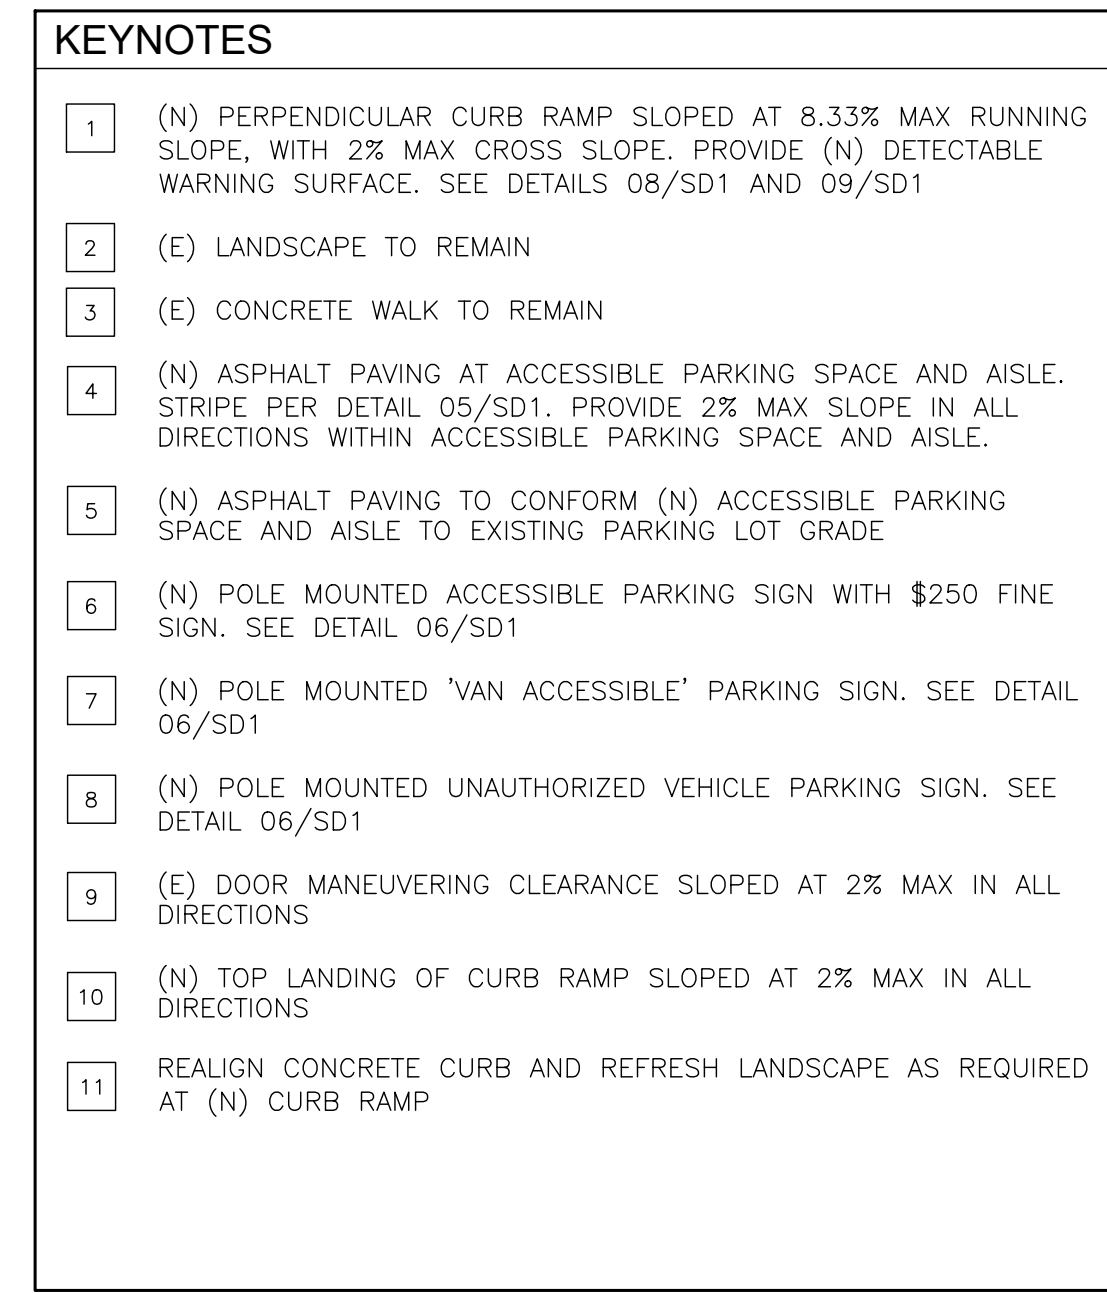 KEYNOTES
1 (N) PERPENDICULAR CURB RAMP SLOPED AT 8.33% MAX RUNNING
SLOPE, WITH 2% MAX CROSS SLOPE. PROVIDE (N) DETECTABLE
WARNING SURFACE. SEE DETAILS 08/SD1 AND 09/SD1
2 (E) LANDSCAPE TO REMAIN
3 (E) CONCRETE WALK TO REMAIN
4 (N) ASPHALT PAVING AT ACCESSIBLE PARKING SPACE AND AISLE.
STRIPE PER DETAIL 05/SD1. PROVIDE 2% MAX SLOPE IN ALL
DIRECTIONS WITHIN ACCESSIBLE PARKING SPACE AND AISLE.
5 (N) ASPHALT PAVING TO CONFORM (N) ACCESSIBLE PARKING
SPACE AND AISLE TO EXISTING PARKING LOT GRADE
6 (N) POLE MOUNTED ACCESSIBLE PARKING SIGN WITH $250 FINE
SIGN. SEE DETAIL 06/SD1
7 (N) POLE MOUNTED 'VAN ACCESSIBLE' PARKING SIGN. SEE DETAIL
06/SD1
8 (N) POLE MOUNTED UNAUTHORIZED VEHICLE PARKING SIGN. SEE
DETAIL 06/SD1
9 (E) DOOR MANEUVERING CLEARANCE SLOPED AT 2% MAX IN ALL
DIRECTIONS
10 (N) TOP LANDING OF CURB RAMP SLOPED AT 2% MAX IN ALL
DIRECTIONS
11 REALIGN CONCRETE CURB AND REFRESH LANDSCAPE AS REQUIRED
AT (N) CURB RAMP